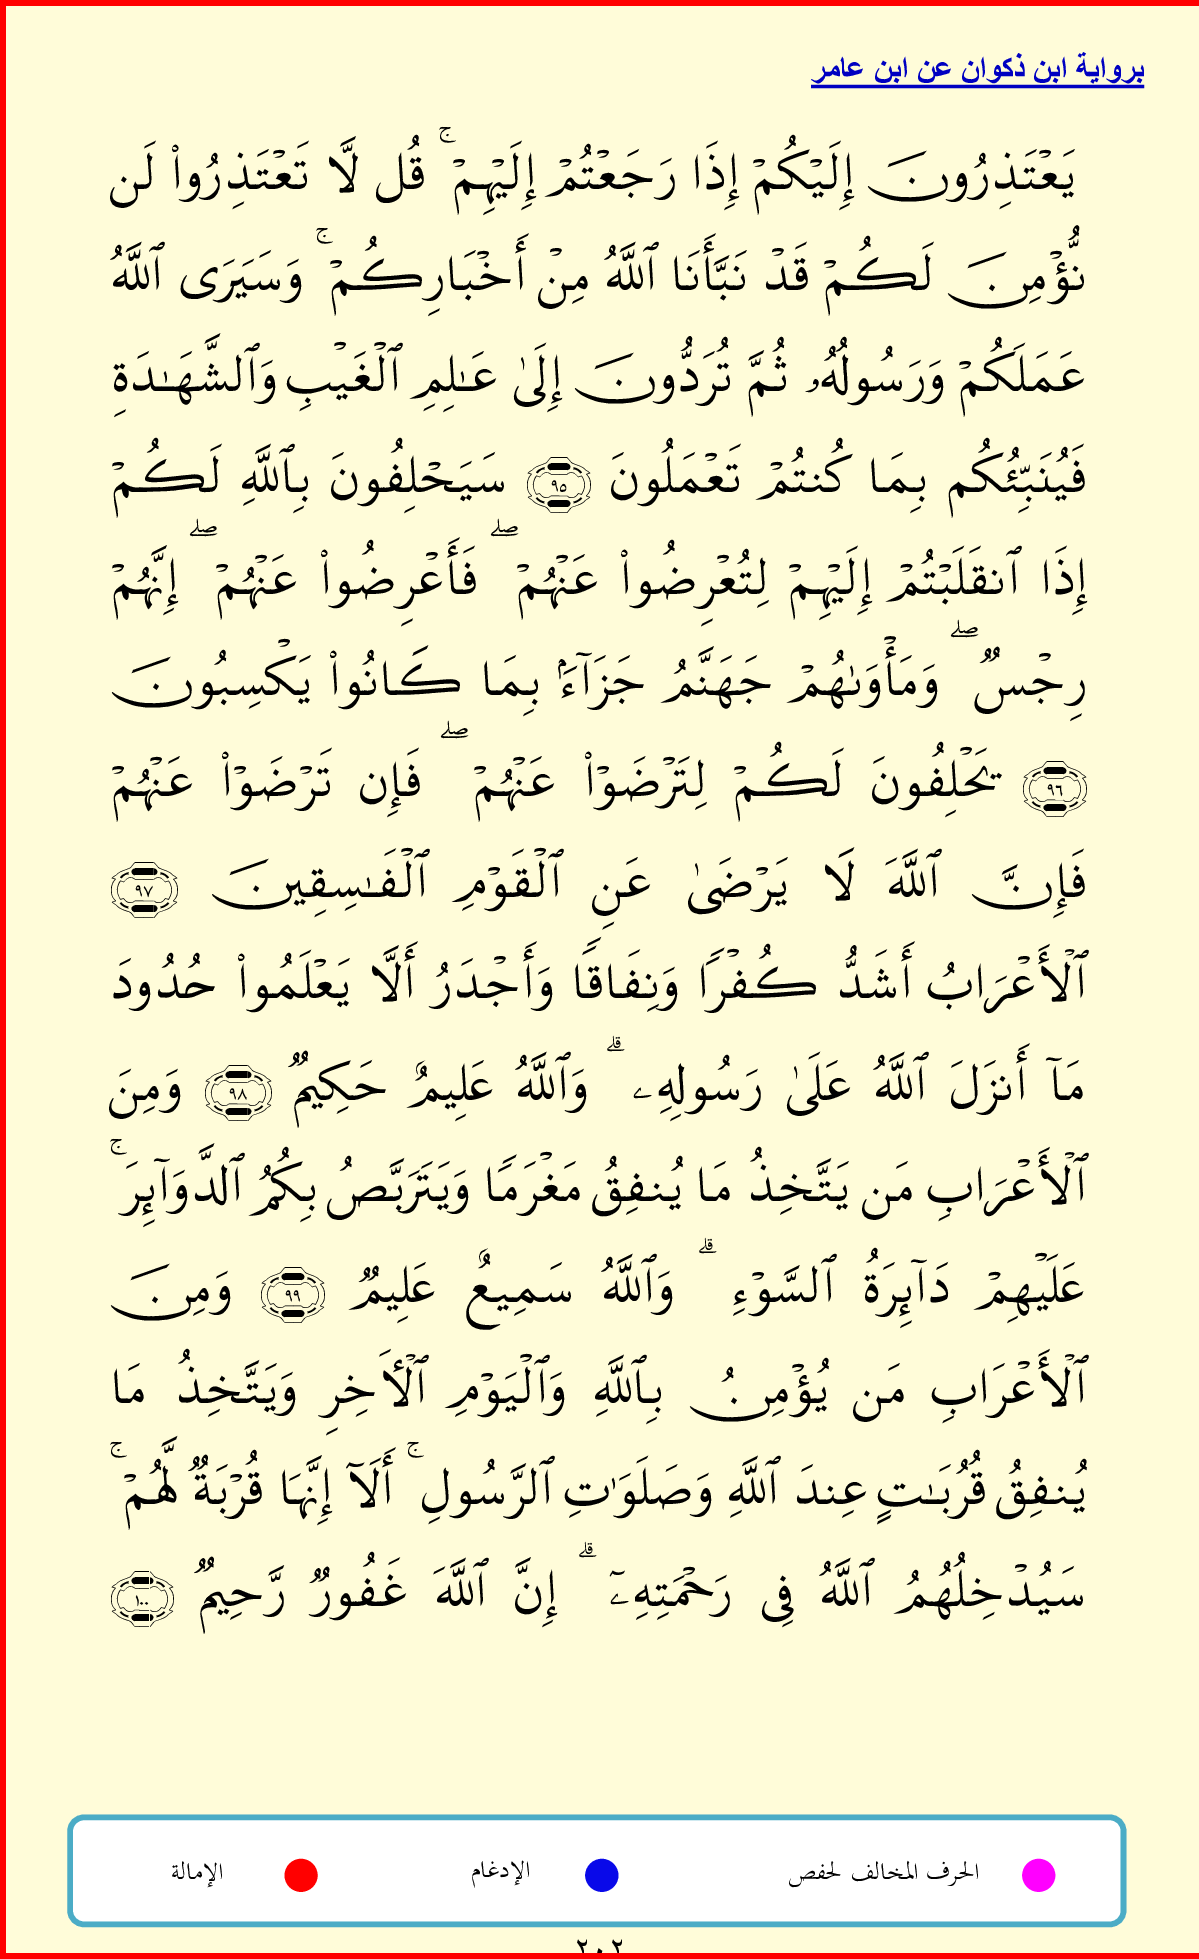 برواية ابن ذكوان عن ابن عامر
يَعْتَذِرُونَ إِلَيْكُمْ إِذَا رَجَعْتُمْ إِلَيْهِمْ ۚ قُل لَّا تَعْتَذِرُوا۟ لَن
نُّؤْمِنَ لَكُمْ قَدْ نَبَّأَنَا ٱللَّهُ مِنْ أَخْبَارِكُمْ ۚ وَسَيَرَى ٱللَّهُ
عَمَلَكُمْ وَرَسُولُهُۥ ثُمَّ تُرَدُّونَ إِلَىٰ عَـٰلِمِ ٱلْغَيْبِ وَٱلشَّهَـٰدَةِ
فَيُنَبِّئُكُم بِمَا كُنتُمْ تَعْمَلُونَ ٩٥ سَيَحْلِفُونَ بِٱللَّهِ لَكُمْ
إِذَا ٱنقَلَبْتُمْ إِلَيْهِمْ لِتُعْرِضُوا۟ عَنْهُمْ ۖ فَأَعْرِضُوا۟ عَنْهُمْ ۖ إِنَّهُمْ
رِجْسٌ ۖ وَمَأْوَىٰهُمْ جَهَنَّمُ جَزَآءًۢ بِمَا كَانُوا۟ يَكْسِبُونَ
٩٦ يَحْلِفُونَ لَكُمْ لِتَرْضَوْا۟ عَنْهُمْ ۖ فَإِن تَرْضَوْا۟ عَنْهُمْ
فَإِنَّ ٱللَّهَ لَا يَرْضَىٰ عَنِ ٱلْقَوْمِ ٱلْفَـٰسِقِينَ ٩٧
ٱلْأَعْرَابُ أَشَدُّ كُفْرًا وَنِفَاقًا وَأَجْدَرُ أَلَّا يَعْلَمُوا۟ حُدُودَ
مَآ أَنزَلَ ٱللَّهُ عَلَىٰ رَسُولِهِۦ ۗ وَٱللَّهُ عَلِيمٌ حَكِيمٌ ٩٨ وَمِنَ
ٱلْأَعْرَابِ مَن يَتَّخِذُ مَا يُنفِقُ مَغْرَمًا وَيَتَرَبَّصُ بِكُمُ ٱلدَّوَآئِرَ ۚ
عَلَيْهِمْ دَآئِرَةُ ٱلسَّوْءِ ۗ وَٱللَّهُ سَمِيعٌ عَلِيمٌ ٩٩ وَمِنَ
ٱلْأَعْرَابِ مَن يُؤْمِنُ بِٱللَّهِ وَٱلْيَوْمِ ٱلْأَخِرِ وَيَتَّخِذُ مَا
يُنفِقُ قُرُبَـٰتٍ عِندَ ٱللَّهِ وَصَلَوَٰتِ ٱلرَّسُولِ ۚ أَلَآ إِنَّهَا قُرْبَةٌ لَّهُمْ ۚ
سَيُدْخِلُهُمُ ٱللَّهُ فِى رَحْمَتِهِۦٓ ۗ إِنَّ ٱللَّهَ غَفُورٌ رَّحِيمٌ ١٠٠
الحرف المخالف لحفص الإدغام الإمالة
٢٠٢